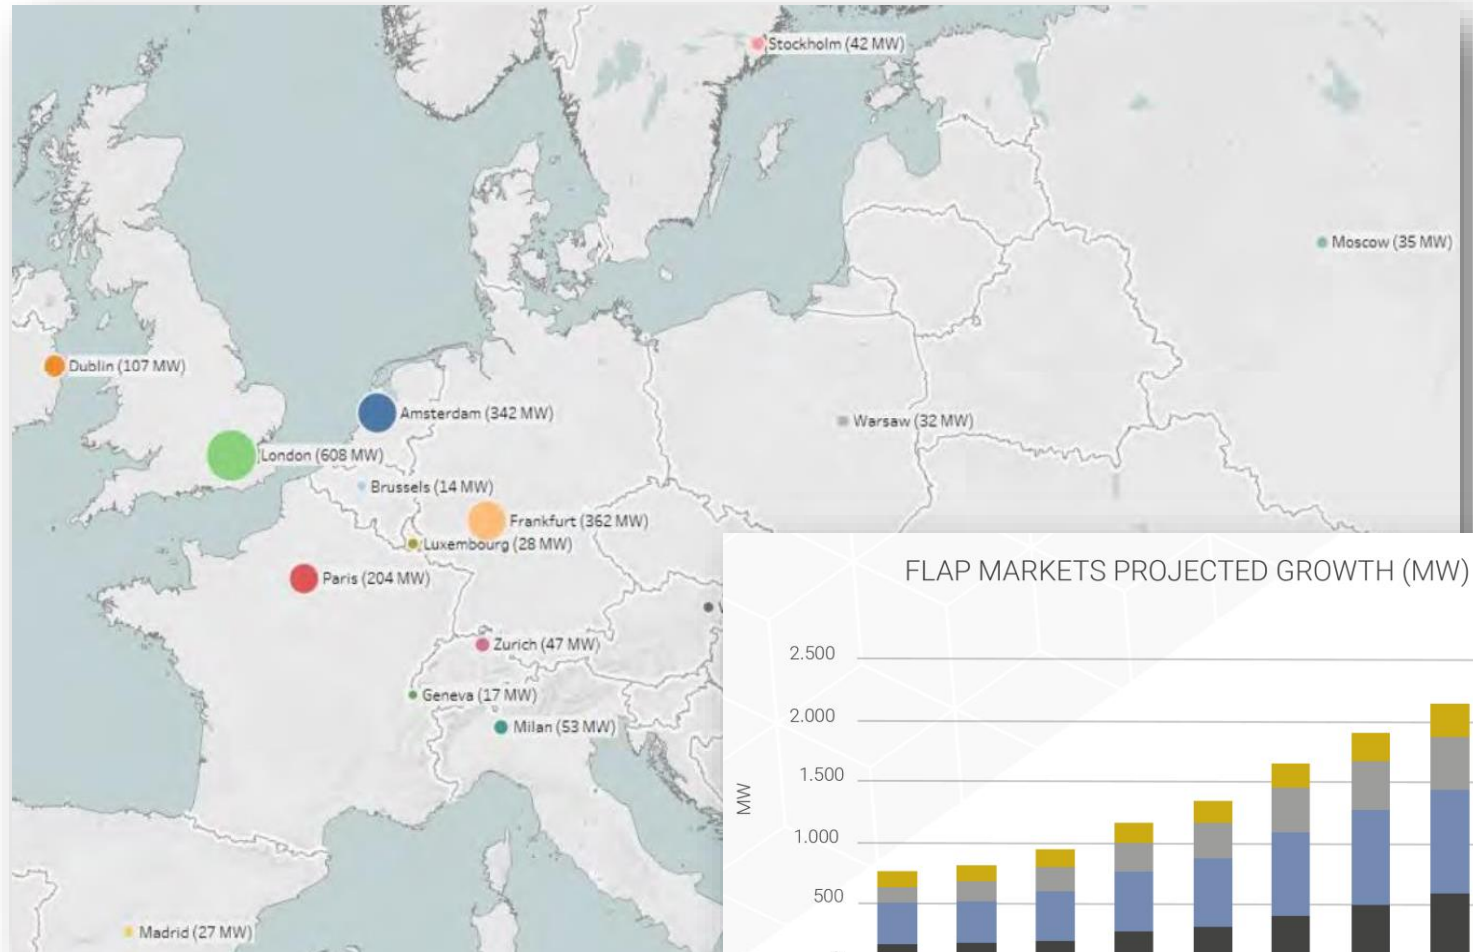 Stockholm (42 MW)
Moscow (35 MW)
Dublin (107 MW)
Amsterdam (342 MW)
Warsaw (32 MW)
London (608 MW)
Brussels (14 MW)
Frankfurt (362 MW)
Luxembourg (28 MW)
Paris (204 MW)
Zurich (47 MW)
Geneva (17 MW)
Milan (53 MW)
Madrid (27 MW)
FLAP MARKETS PROJECTED GROWTH (MW)
2.500
2.000
1.500
MW
1.000
500